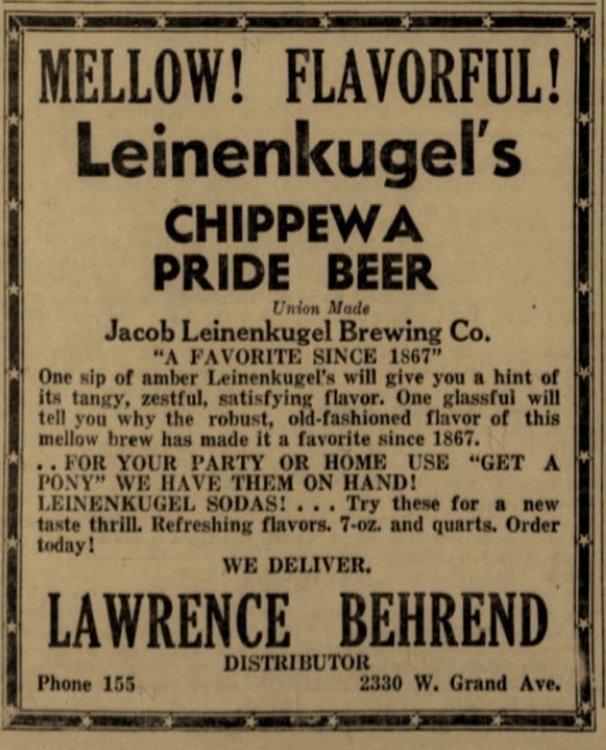 MELLOW! FLAVORFUL!
Leinenkugel's
CHIPPEWA
PRIDE BEER
Union Made
Jacob Leinenkugel Brewing Co.
"A FAVORITE SINCE 1867"
One sip of amber Leinenkugel's will give you a hint of
its tangy, zestful, satisfying flavor. One glassful will
tell you why the robust, old-fashioned flavor of this
mellow brew has made it a favorite since 1867.
. . FOR YOUR PARTY OR HOME USE "GET A
PONY" WE HAVE THEM ON HAND!
LEINENKUGEL SODAS! . . . Try these for a new
taste thrill. Refreshing flavors. 7-oz. and quarts. Order
today!
WE DELIVER.
LAWRENCE BEHREND
DISTRIBUTOR
Phone 155 2330 W. Grand Ave.